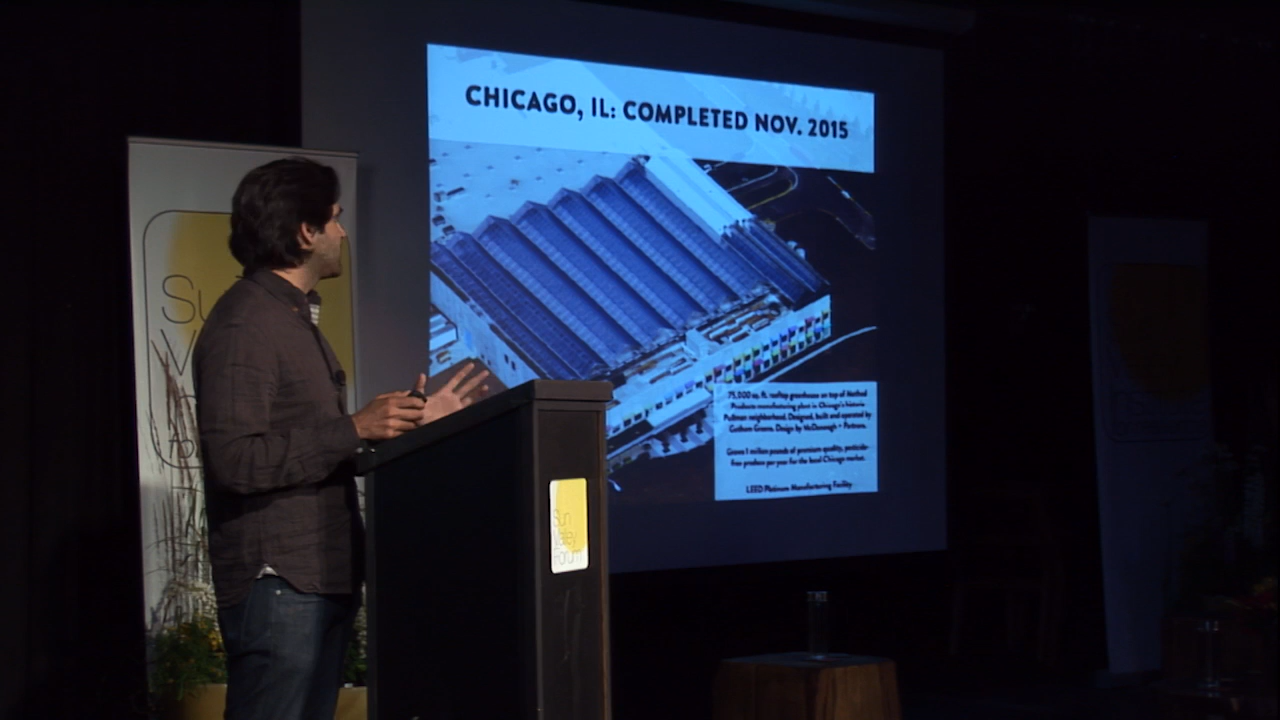 CHICAGO, IL: COMPLETED NOV. 2015
75,000 sq. ft. rooftop greenhouse on top of Method
Products manufacturing plant in Chicago's historic
Pullman neighborhood. Designed, built and operated by
Gotham Greens. Design by McDonough + Partners.
Grows 1 million pounds of premium quality, pesticide-
free produce per year for the local Chicago market.
LEED Platinum Manufacturing Facility
Su
V
Sun
Valley
Forum